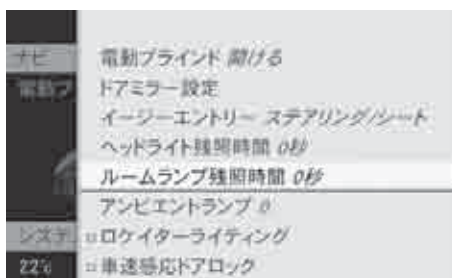 ナビ
電動ブ
電動ブラインド 開ける
ドアミラー設定
イージーエントリー ステアリング/シート
ヘッドライト残照時間 0秒
ルームランプ残照時間 0秒
アンビエントランプ 0
ロケイターライティング
車速感応ドアロック
システ
22℃